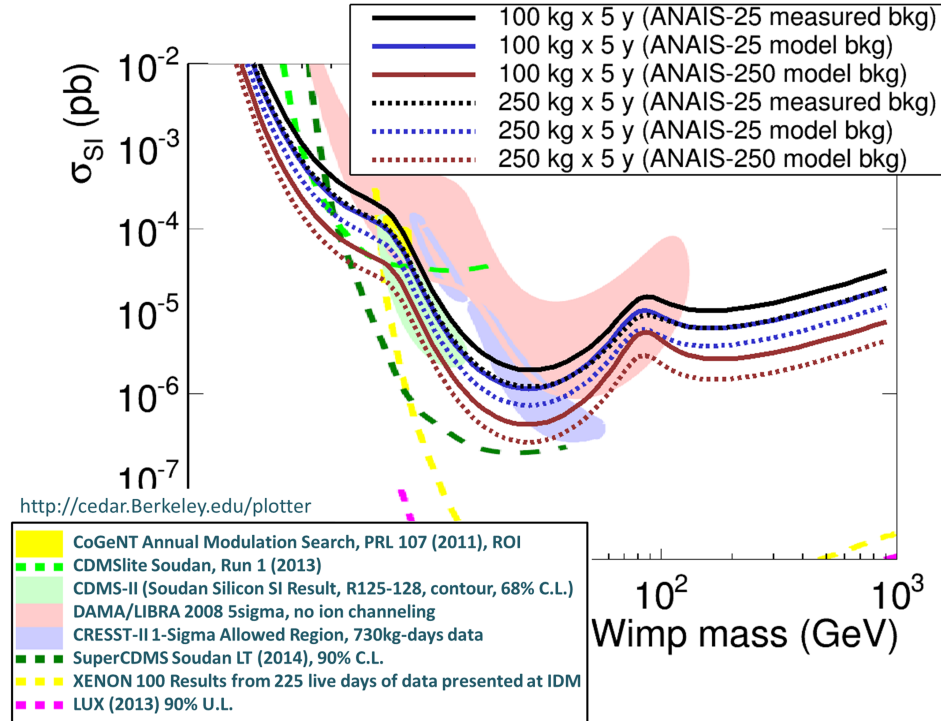 100 kg x 5 y (ANAIS-25 measured bkg)
100 kg x 5 y (ANAIS-25 model bkg)
100 kg x 5 y (ANAIS-250 model bkg)
250 kg x 5 y (ANAIS-25 measured bkg)
250 kg x 5 y (ANAIS-25 model bkg)
250 kg x 5 y (ANAIS-250 model bkg)
σSI (pb)
10-2
10-3
10-4
10-5
10-6
10-7
102
103
Wimp mass (GeV)
http://cedar.Berkeley.edu/plotter
CoGeNT Annual Modulation Search, PRL 107 (2011), ROI
CDMSlite Soudan, Run 1 (2013)
CDMS-II (Soudan Silicon SI Result, R125-128, contour, 68% C.L.)
DAMA/LIBRA 2008 5sigma, no ion channeling
CRESST-II 1-Sigma Allowed Region, 730kg-days data
SuperCDMS Soudan LT (2014), 90% C.L.
XENON 100 Results from 225 live days of data presented at IDM
LUX (2013) 90% U.L.